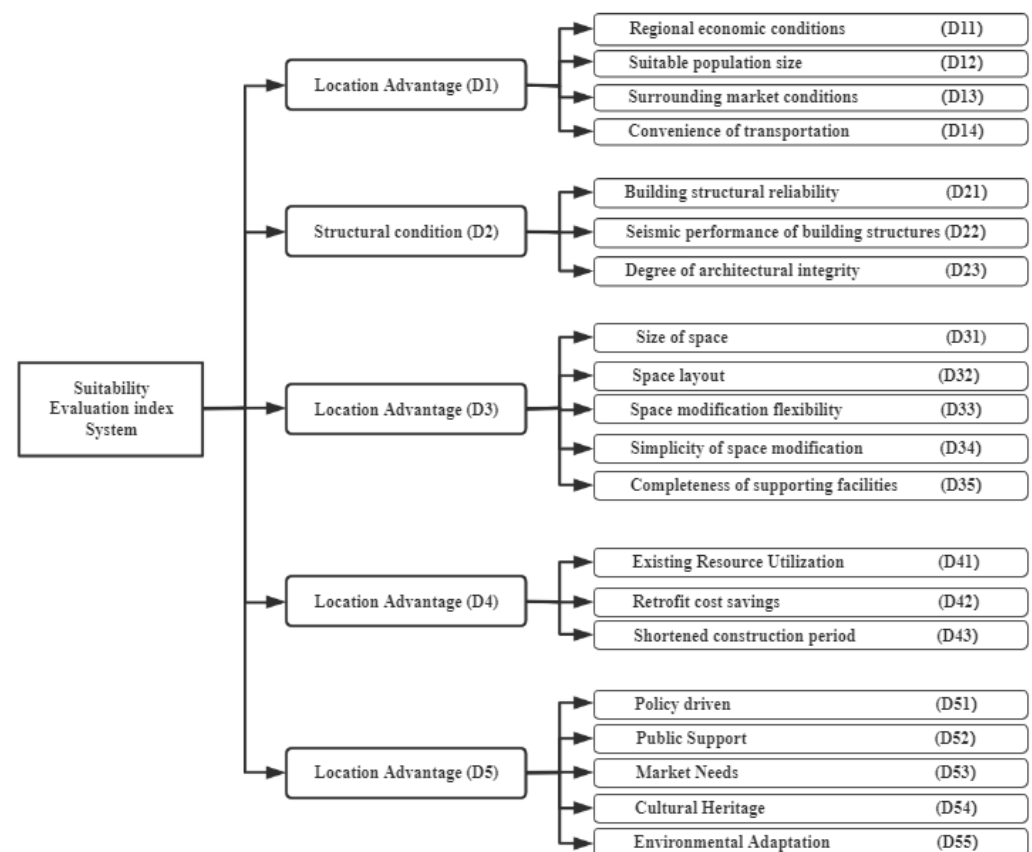 Suitability
Evaluation index
System
Location Advantage (D1)
Regional economic conditions (D11)
Suitable population size (D12)
Surrounding market conditions (D13)
Convenience of transportation (D14)
Structural condition (D2)
Building structural reliability (D21)
Seismic performance of building structures (D22)
Degree of architectural integrity (D23)
Location Advantage (D3)
Size of space (D31)
Space layout (D32)
Space modification flexibility (D33)
Simplicity of space modification (D34)
Completeness of supporting facilities (D35)
Location Advantage (D4)
Existing Resource Utilization (D41)
Retrofit cost savings (D42)
Shortened construction period (D43)
Location Advantage (D5)
Policy driven (D51)
Public Support (D52)
Market Needs (D53)
Cultural Heritage (D54)
Environmental Adaptation (D55)